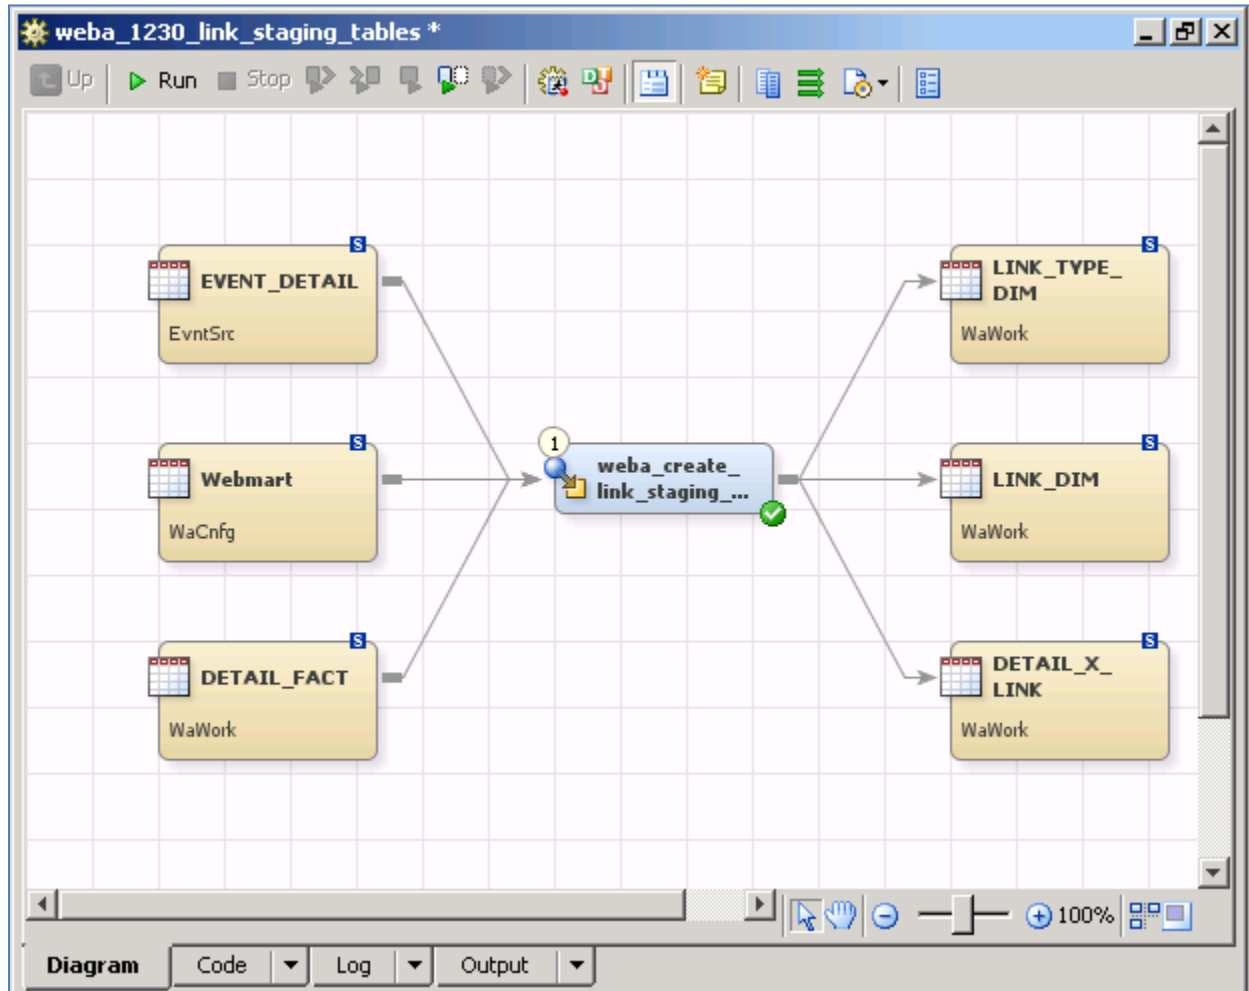 weba_1230_link_staging_tables *
Up Run Stop
S
EVENT_DETAIL
EvntSrc
S
Webmart
WaCnfg
S
DETAIL_FACT
WaWork
1
weba_create_
link_staging_...
S
LINK_TYPE_
DIM
WaWork
S
LINK_DIM
WaWork
S
DETAIL_X_
LINK
WaWork
100%
Diagram Code Log Output